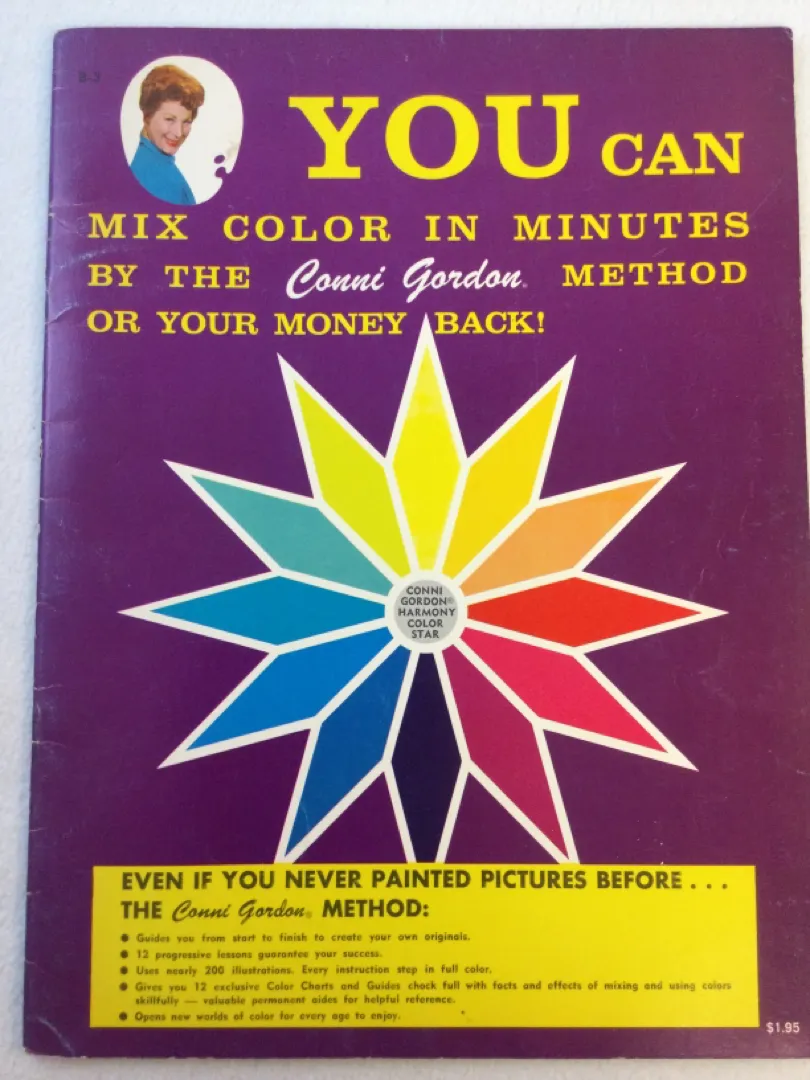 B-3
YOU CAN
MIX COLOR IN MINUTES
BY THE Conni Gordon® METHOD
OR YOUR MONEY BACK!
CONNI
GORDON®
HARMONY
COLOR
STAR
EVEN IF YOU NEVER PAINTED PICTURES BEFORE...
THE Conni Gordon® METHOD:
● Guides you from start to finish to create your own originals.
● 12 progressive lessons guarantee your success.
● Uses nearly 200 illustrations. Every instruction step in full color.
● Gives you 12 exclusive Color Charts and Guides chock full with facts and effects of mixing and using colors
skillfully — valuable permanent aides for helpful reference.
● Opens new worlds of color for every age to enjoy.
$1.95